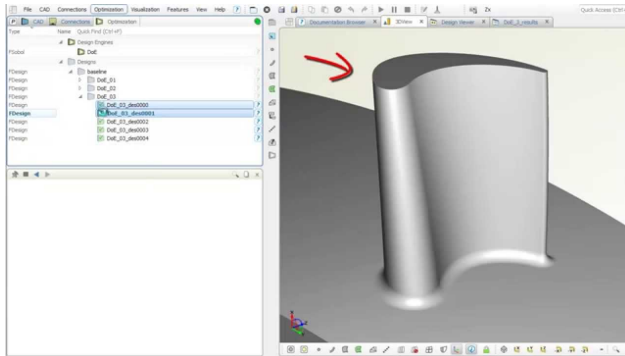 File CAD Connections Optimization Visualization Features View Help
2x Quick Access (Ctrl
CAD Connections Optimization
Documentation Browser 3DView Design Viewer DoE_3_results
Type Name Quick Find (Ctrl+F)
Design Engines
FSobol DoE
Designs
FDesign baseline
FDesign DoE_01
FDesign DoE_02
FDesign DoE_03
FDesign DoE_03_des0000
FDesign DoE_03_des0001
FDesign DoE_03_des0002
FDesign DoE_03_des0003
FDesign DoE_03_des0004